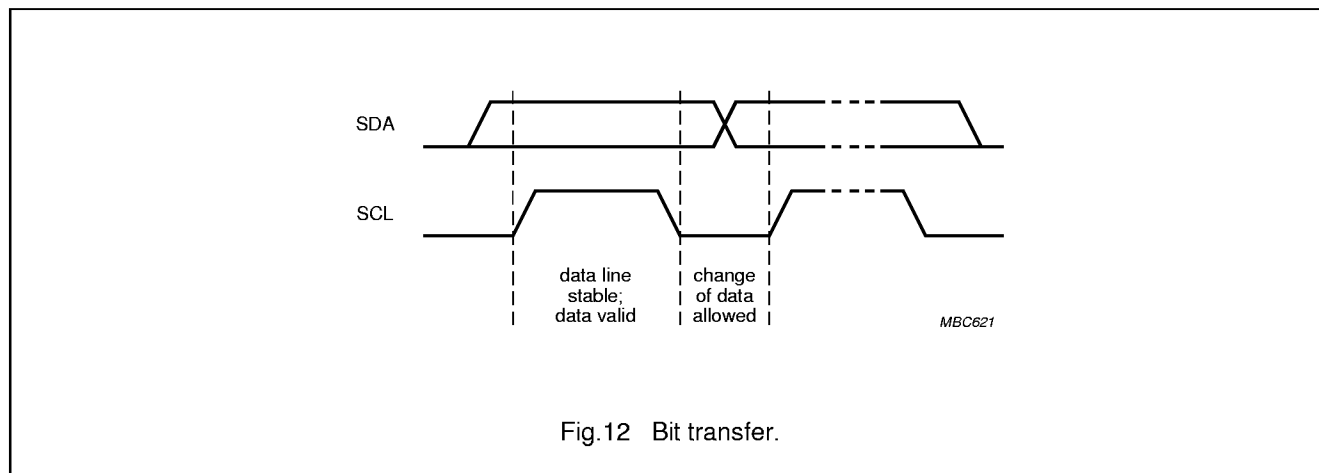 SDA
SCL
data line
stable;
data valid
change
of data
allowed
MBC621
Fig.12 Bit transfer.